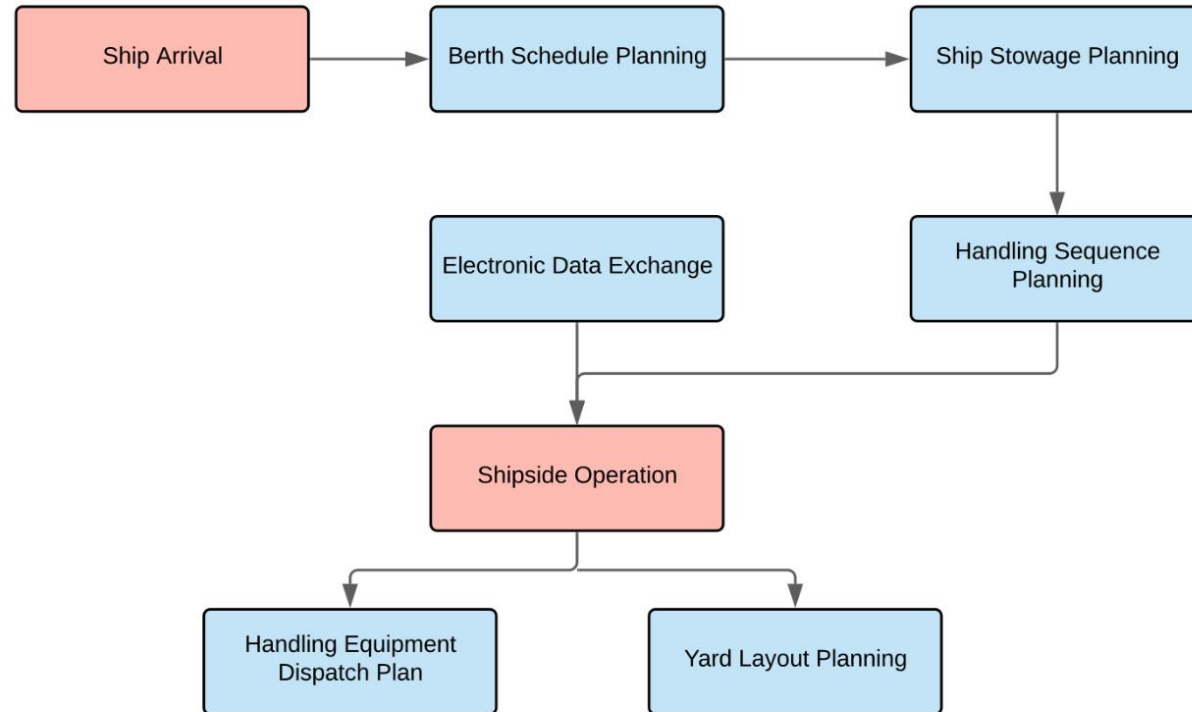 Ship Arrival
Berth Schedule Planning
Ship Stowage Planning
Electronic Data Exchange
Handling Sequence
Planning
Shipside Operation
Handling Equipment
Dispatch Plan
Yard Layout Planning